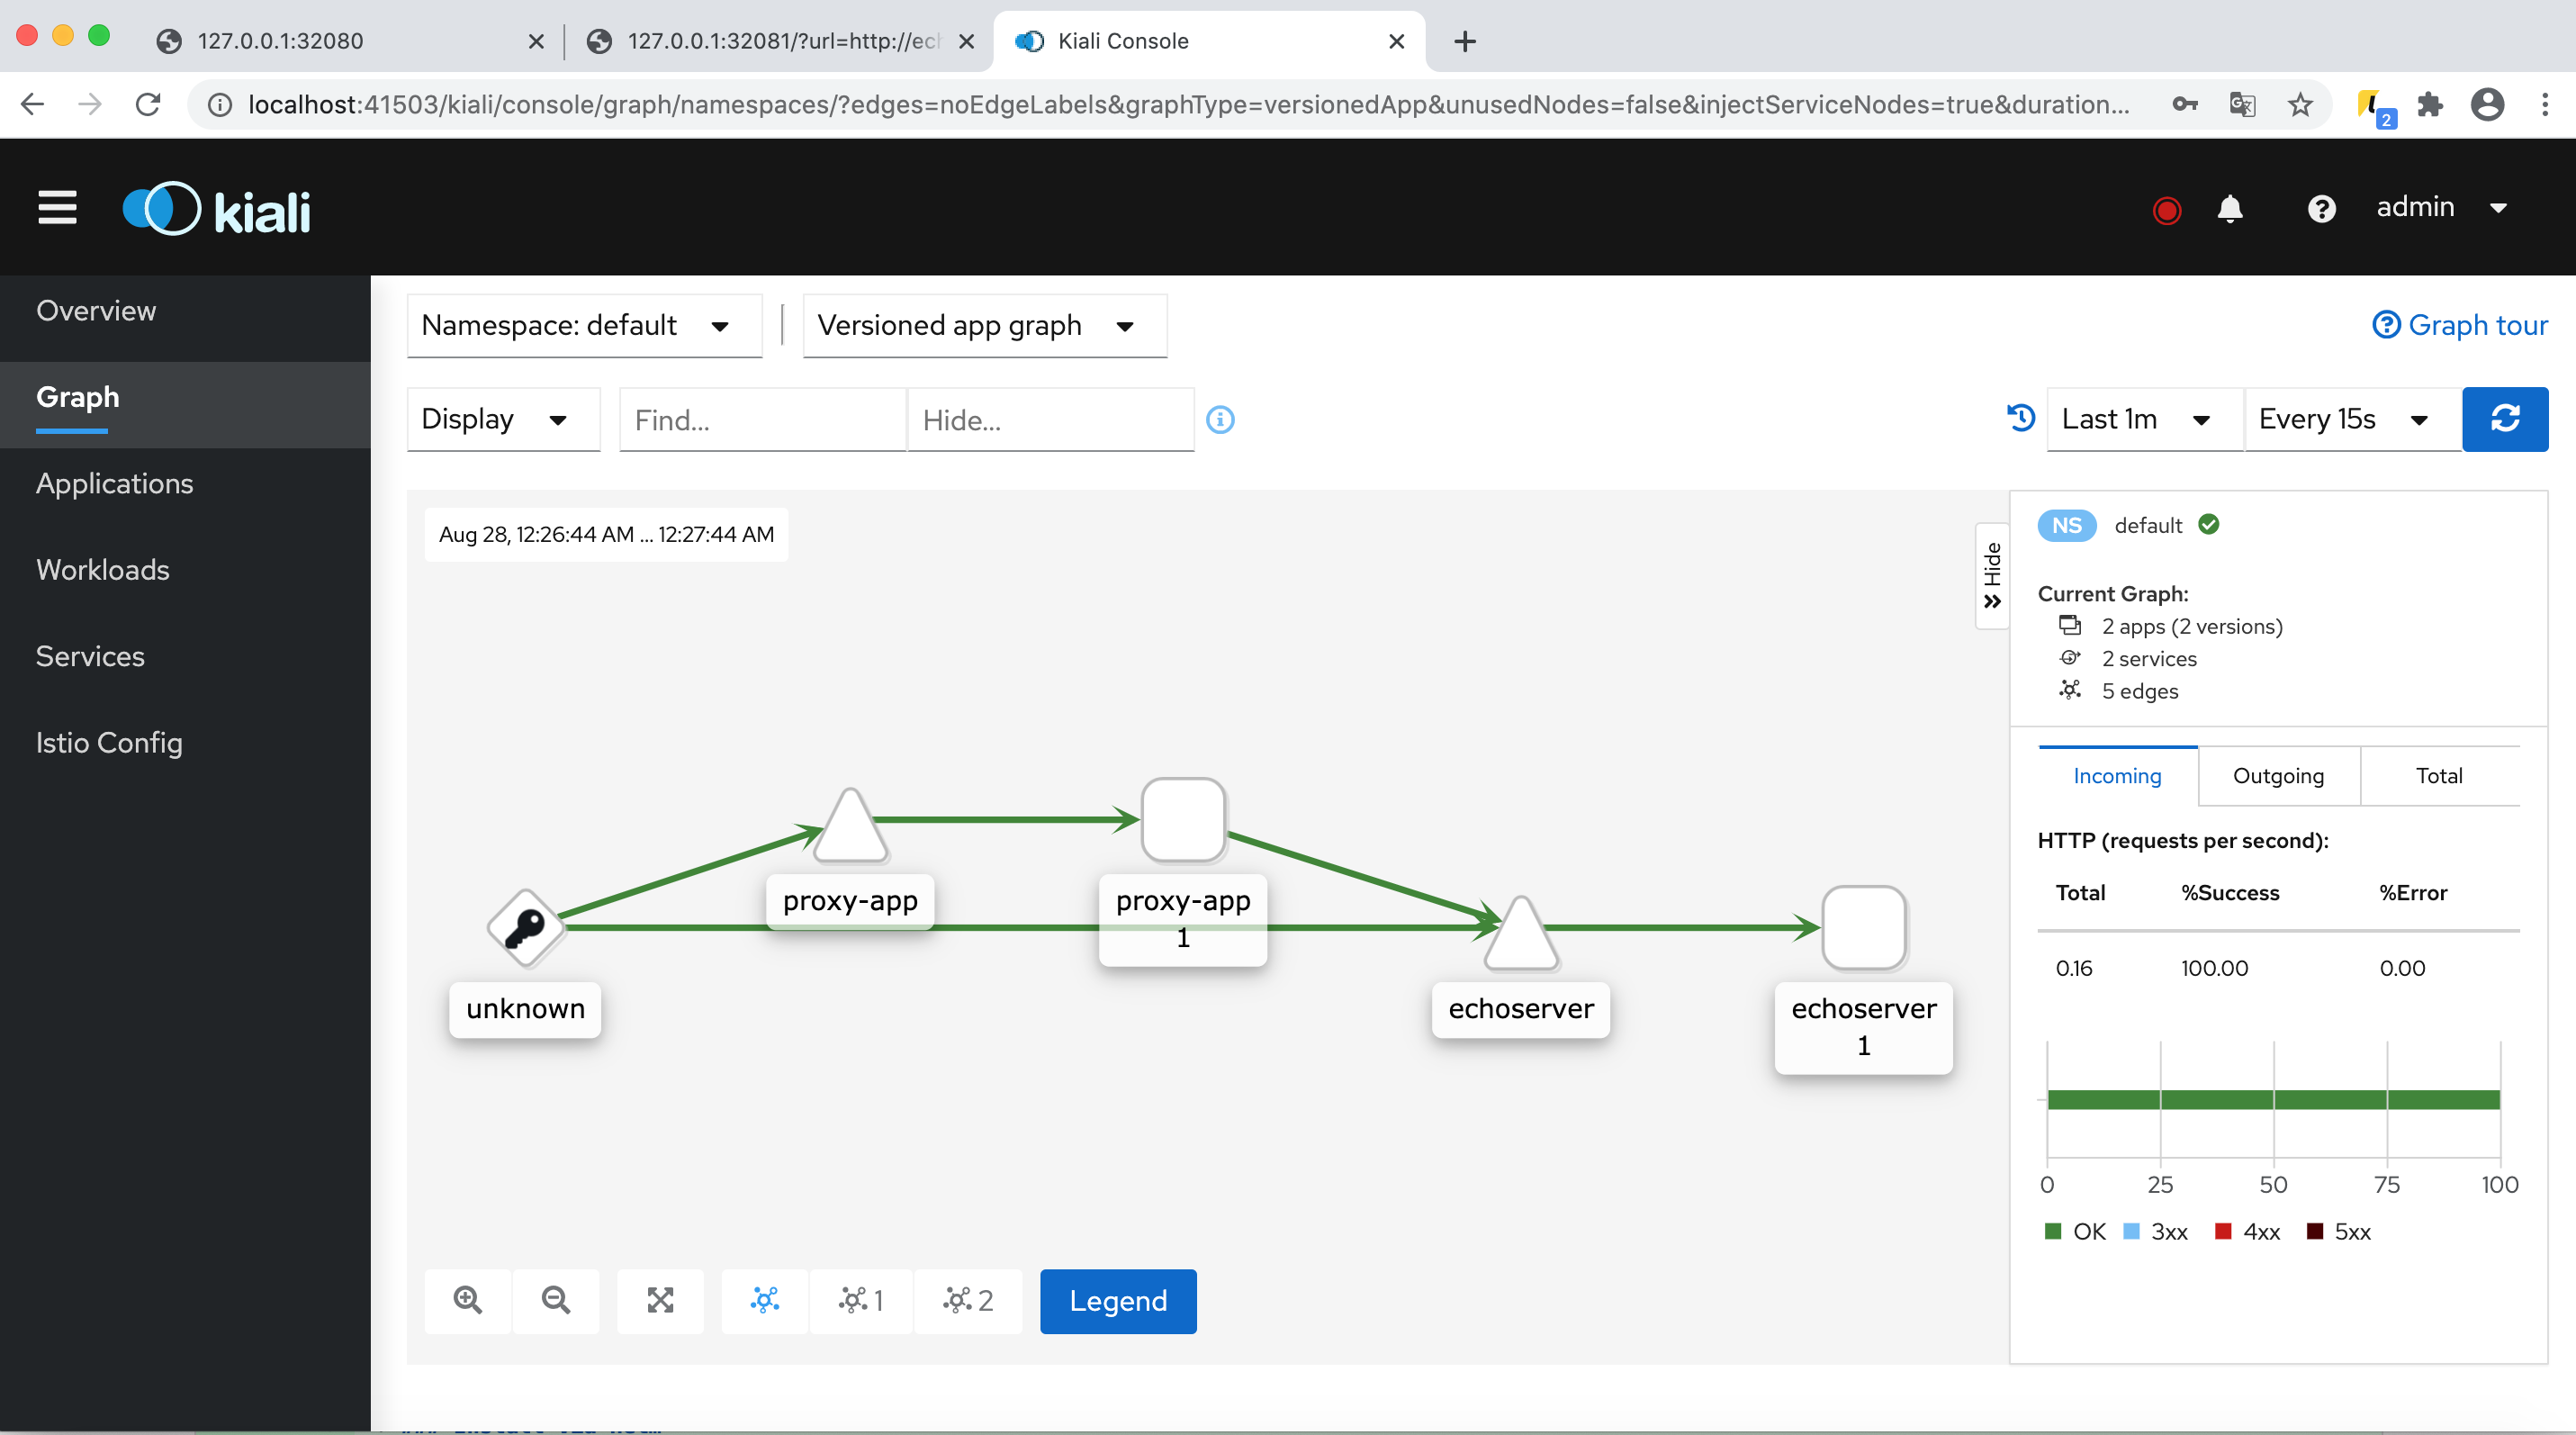 127.0.0.1:32080
127.0.0.1:32081/?url=http://ech
Kiali Console
localhost:41503/kiali/console/graph/namespaces/?edges=noEdgeLabels&graphType=versionedApp&unusedNodes=false&injectServiceNodes=true&duration...
2
kiali
admin
Overview
Graph
Applications
Workloads
Services
Istio Config
Namespace: default
Versioned app graph
Graph tour
Display
Find...
Hide...
Last 1m
Every 15s
Aug 28, 12:26:44 AM ... 12:27:44 AM
Hide
unknown
proxy-app
proxy-app
1
echoserver
echoserver
1
1
2
Legend
NS default
Current Graph:
2 apps (2 versions)
2 services
5 edges
Incoming
Outgoing
Total
HTTP (requests per second):
Total %Success %Error
0.16 100.00 0.00
0 25 50 75 100
OK 3xx 4xx 5xx